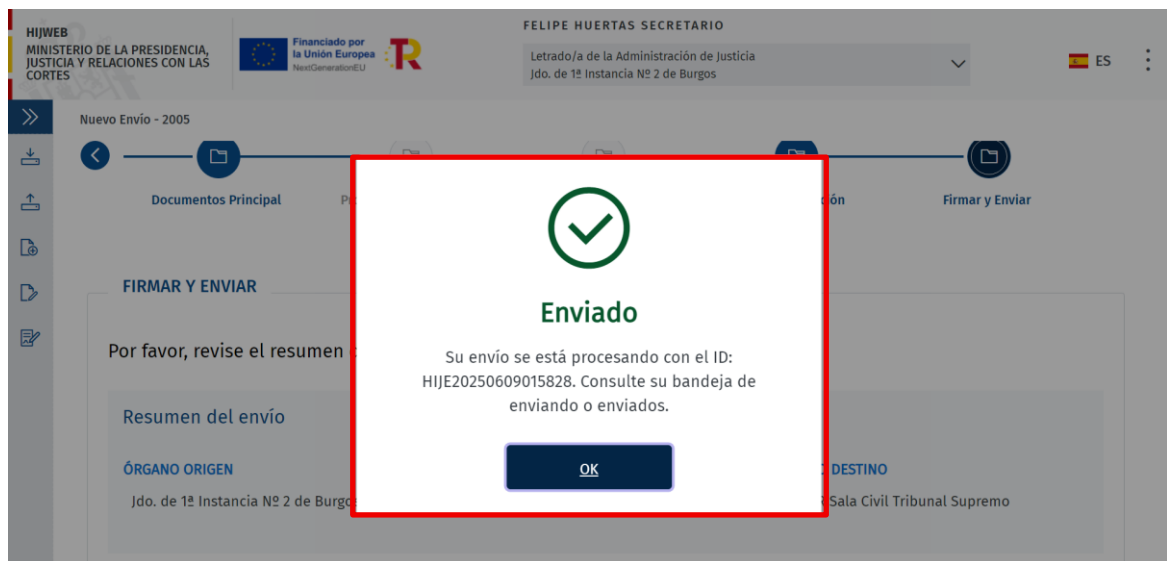 HIJWEB
MINISTERIO DE LA PRESIDENCIA,
JUSTICIA Y RELACIONES CON LAS
CORTES
Financiado por
la Unión Europea
NextGenerationEU
R
FELIPE HUERTAS SECRETARIO
Letrado/a de la Administración de Justicia
Jdo. de 1ª Instancia Nº 2 de Burgos
ES
Nuevo Envío - 2005
Documentos Principal
ón
Firmar y Enviar
FIRMAR Y ENVIAR
Por favor, revise el resumen
Enviado
Su envío se está procesando con el ID:
HIJE20250609015828. Consulte su bandeja de
enviando o enviados.
OK
Resumen del envío
ÓRGANO ORIGEN
DESTINO
Jdo. de 1ª Instancia Nº 2 de Burgos
Sala Civil Tribunal Supremo